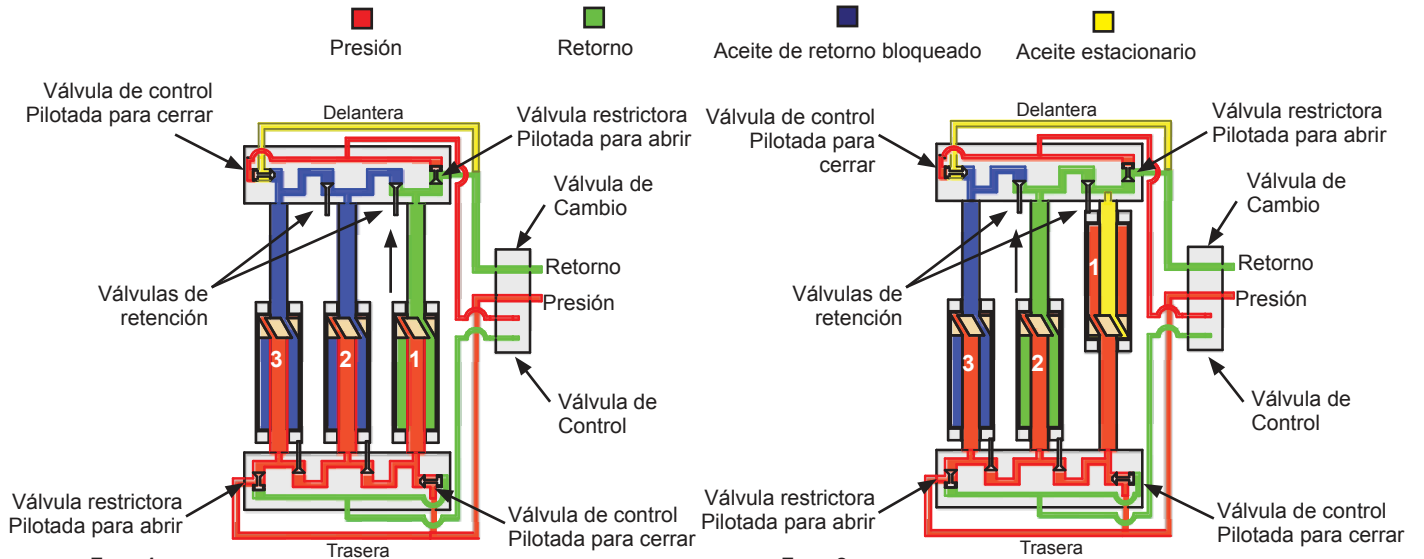 Presión
Retorno
Aceite de retorno bloqueado
Aceite estacionario
Válvula de control
Pilotada para cerrar
Delantera
Válvula restrictora
Pilotada para abrir
Válvula de
Cambio
Válvulas de
retención
Retorno
Presión
3
2
1
Válvula de
Control
Válvula restrictora
Pilotada para abrir
Válvula de control
Pilotada para cerrar
Trasera
Válvula de control
Pilotada para
cerrar
Delantera
Válvula restrictora
Pilotada para abrir
Válvula de
Cambio
1
Válvulas de
retención
Retorno
Presión
3
2
Válvula de
Control
Válvula restrictora
Pilotada para abrir
Válvula de control
Pilotada para cerrar
Trasera